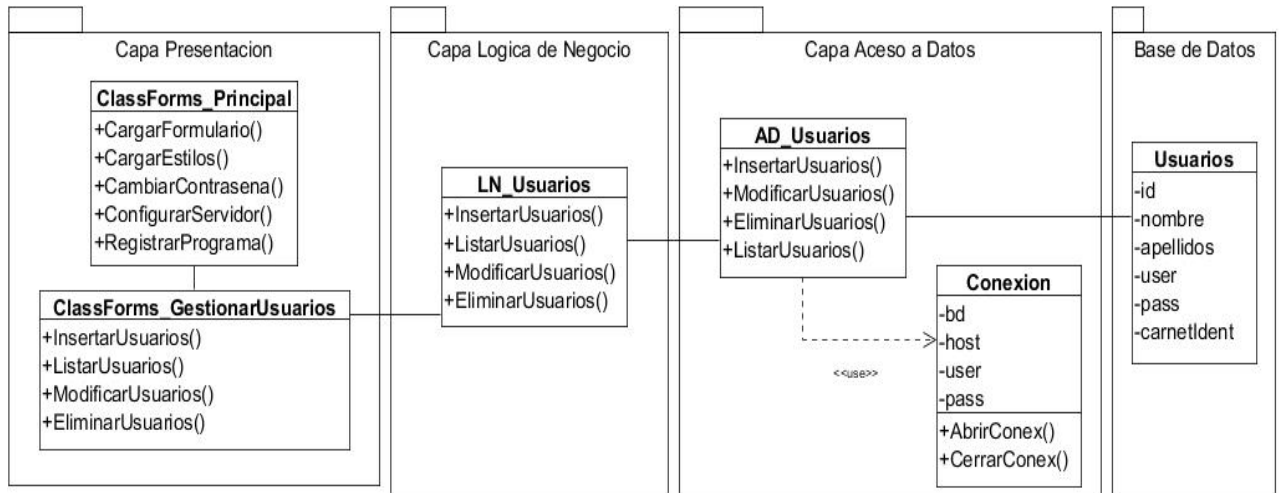 Capa Presentacion
ClassForms_Principal
+CargarFormulario()
+CargarEstilos()
+CambiarContrasena()
+ConfigurarServidor()
+RegistrarPrograma()
ClassForms_GestionarUsuarios
+InsertarUsuarios()
+ListarUsuarios()
+ModificarUsuarios()
+EliminarUsuarios()
Capa Logica de Negocio
LN_Usuarios
+InsertarUsuarios()
+ListarUsuarios()
+ModificarUsuarios()
+EliminarUsuarios()
Capa Aceso a Datos
AD_Usuarios
+InsertarUsuarios()
+ModificarUsuarios()
+EliminarUsuarios()
+ListarUsuarios()
<<use>>
Conexion
-bd
-host
-user
-pass
+AbrirConex()
+CerrarConex()
Base de Datos
Usuarios
-id
-nombre
-apellidos
-user
-pass
-carnetIdent